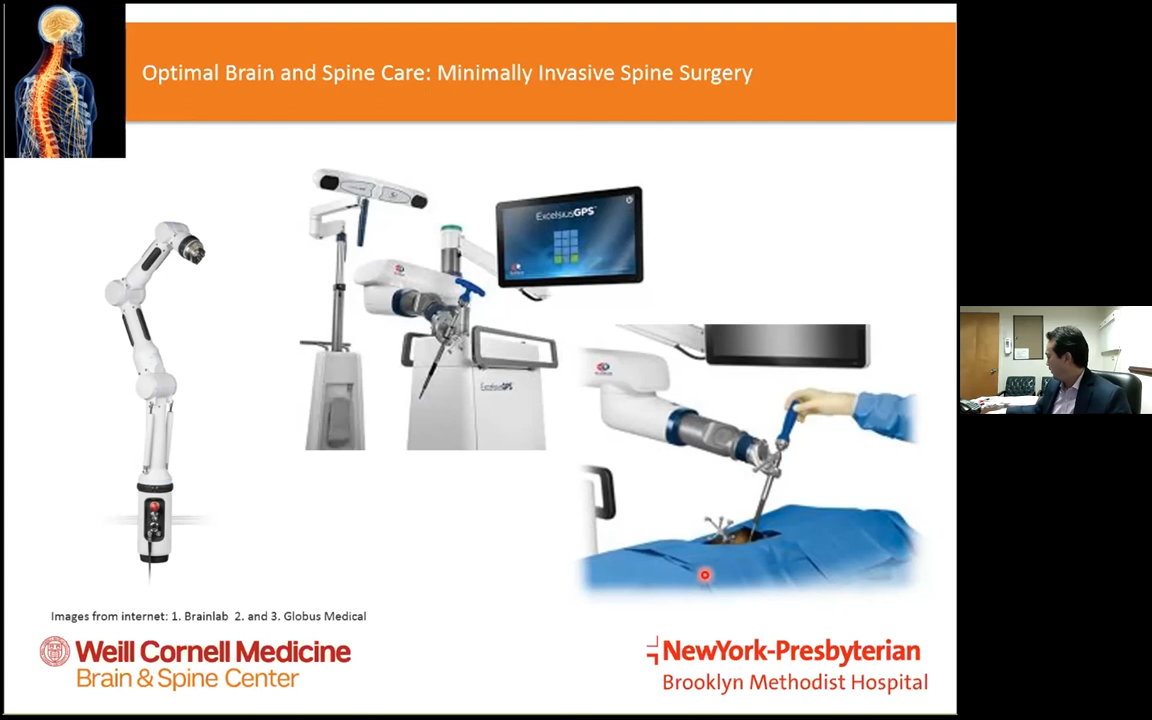 Optimal Brain and Spine Care: Minimally Invasive Spine Surgery
ExcelsiusGPS™
ExcelsiusGPS
Images from internet: 1. Brainlab 2. and 3. Globus Medical
Weill Cornell Medicine
Brain & Spine Center
NewYork-Presbyterian
Brooklyn Methodist Hospital